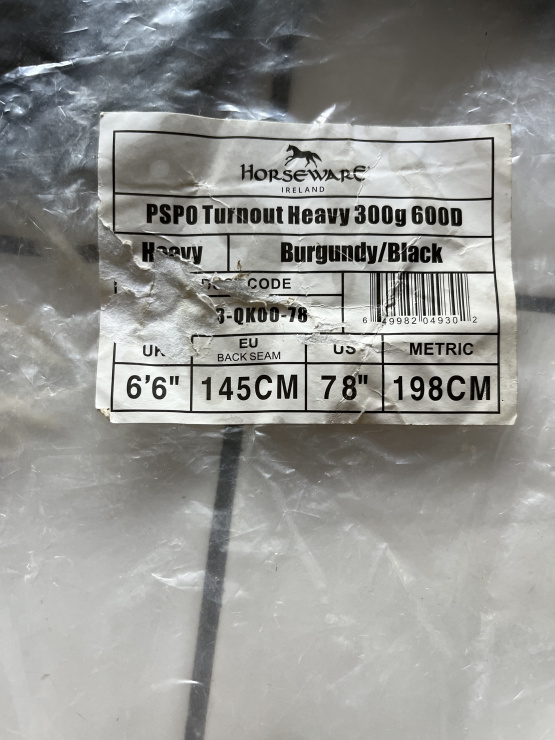 HORSEWARE
IRELAND
PSPO Turnout Heavy 300g 600D
Heavy Burgundy/Black
CODE
3-QK00-78
6 49982 04930 2
UK EU BACK SEAM US METRIC
6'6" 145CM 78" 198CM